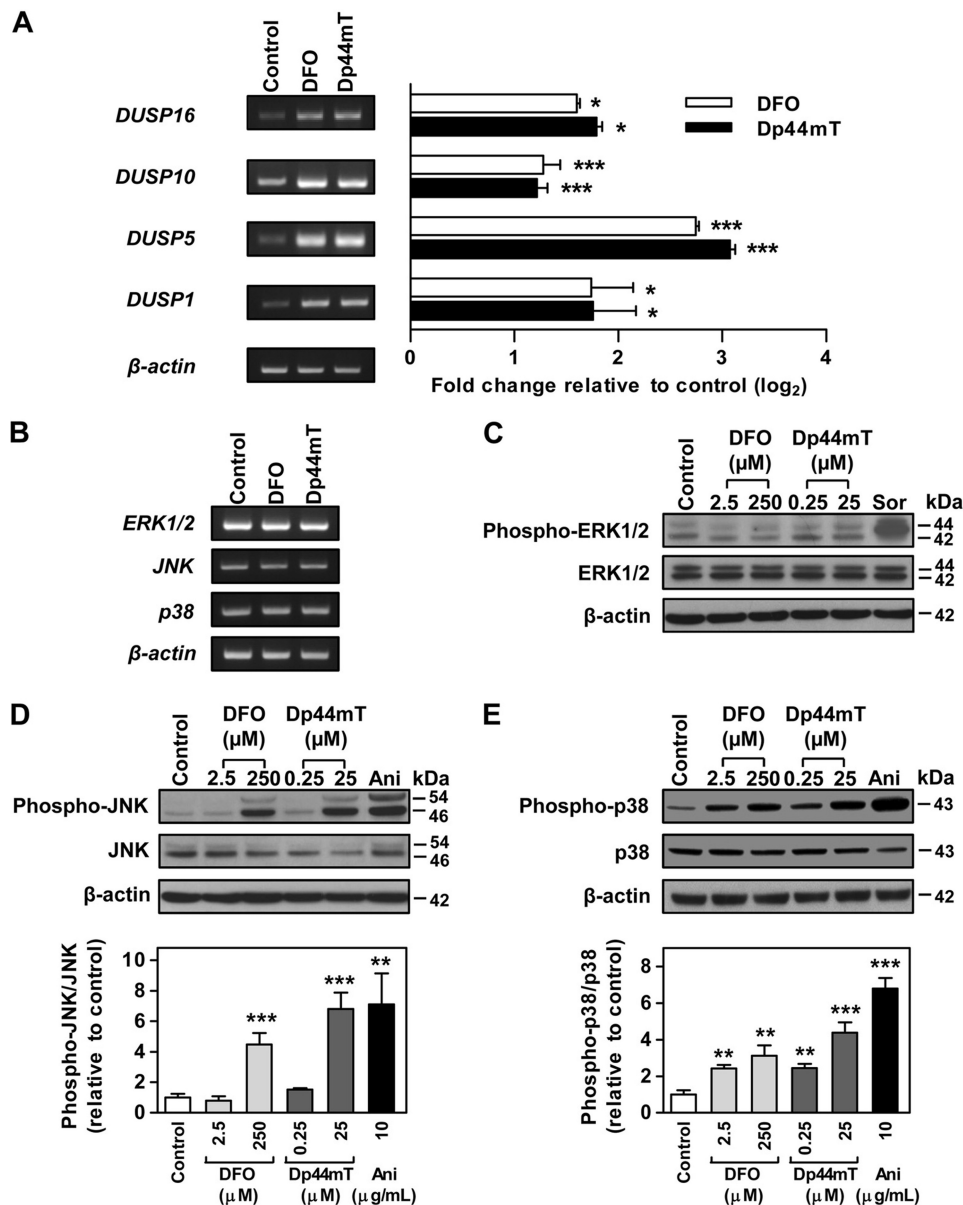 A
Control
DFO
Dp44mT
DUSP16
DUSP10
DUSP5
DUSP1
β-actin
* 
*
***
***
***
***
*
*
DFO
Dp44mT
0 1 2 3 4
Fold change relative to control (log₂)
B
Control
DFO
Dp44mT
ERK1/2
JNK
p38
β-actin
C
Control
DFO Dp44mT
(µM) (µM)
2.5 250 0.25 25 Sor kDa
Phospho-ERK1/2 44
42
ERK1/2 44
42
β-actin 42
D
Control
DFO Dp44mT
(µM) (µM)
2.5 250 0.25 25 Ani kDa
Phospho-JNK 54
46
JNK 54
46
β-actin 42
Phospho-JNK/JNK
(relative to control)
10
8
6
4
2
0
***
***
**
Control
2.5 250 0.25 25 10
DFO Dp44mT Ani
(µM) (µM) (µg/mL)
E
Control
DFO Dp44mT
(µM) (µM)
2.5 250 0.25 25 Ani kDa
Phospho-p38 43
p38 43
β-actin 42
Phospho-p38/p38
(relative to control)
8
6
4
2
0
**
**
**
***
***
Control
2.5 250 0.25 25 10
DFO Dp44mT Ani
(µM) (µM) (µg/mL)